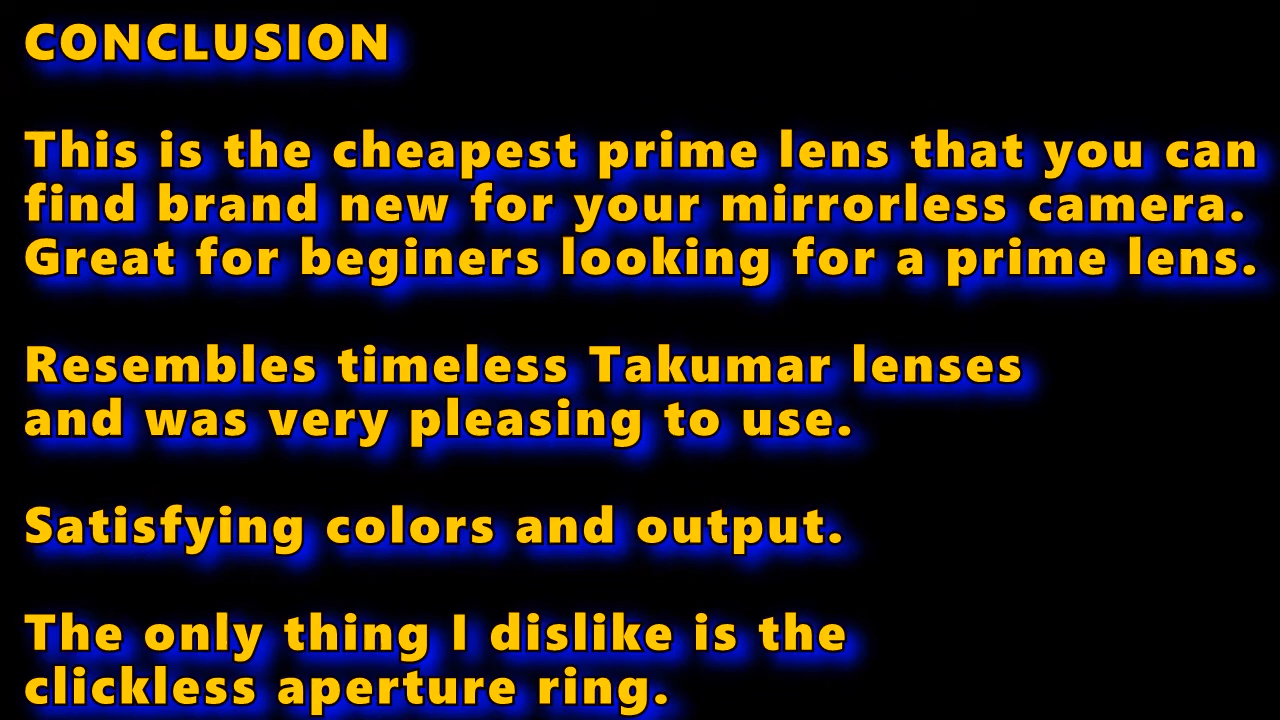 CONCLUSION
This is the cheapest prime lens that you can
find brand new for your mirrorless camera.
Great for beginers looking for a prime lens.
Resembles timeless Takumar lenses
and was very pleasing to use.
Satisfying colors and output.
The only thing I dislike is the
clickless aperture ring.